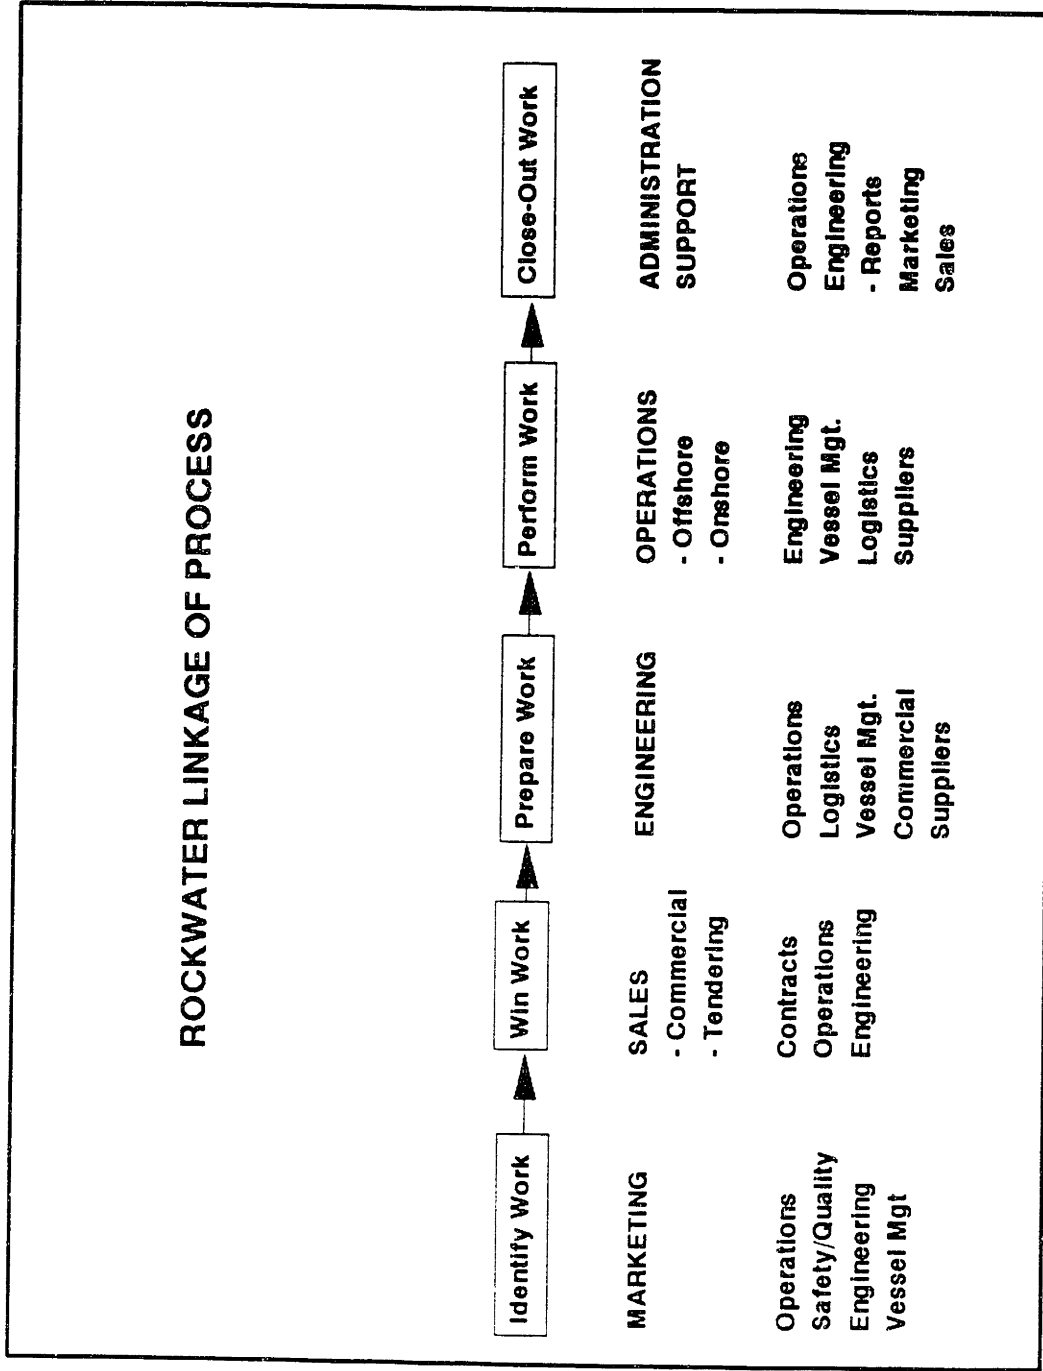 ROCKWATER LINKAGE OF PROCESS
Identify Work
Win Work
Prepare Work
Perform Work
Close-Out Work
MARKETING
SALES
- Commercial
- Tendering
ENGINEERING
OPERATIONS
- Offshore
- Onshore
ADMINISTRATION
SUPPORT
Operations
Safety/Quality
Engineering
Vessel Mgt
Contracts
Operations
Engineering
Operations
Logistics
Vessel Mgt.
Commercial
Suppliers
Engineering
Vessel Mgt.
Logistics
Suppliers
Operations
Engineering
- Reports
Marketing
Sales